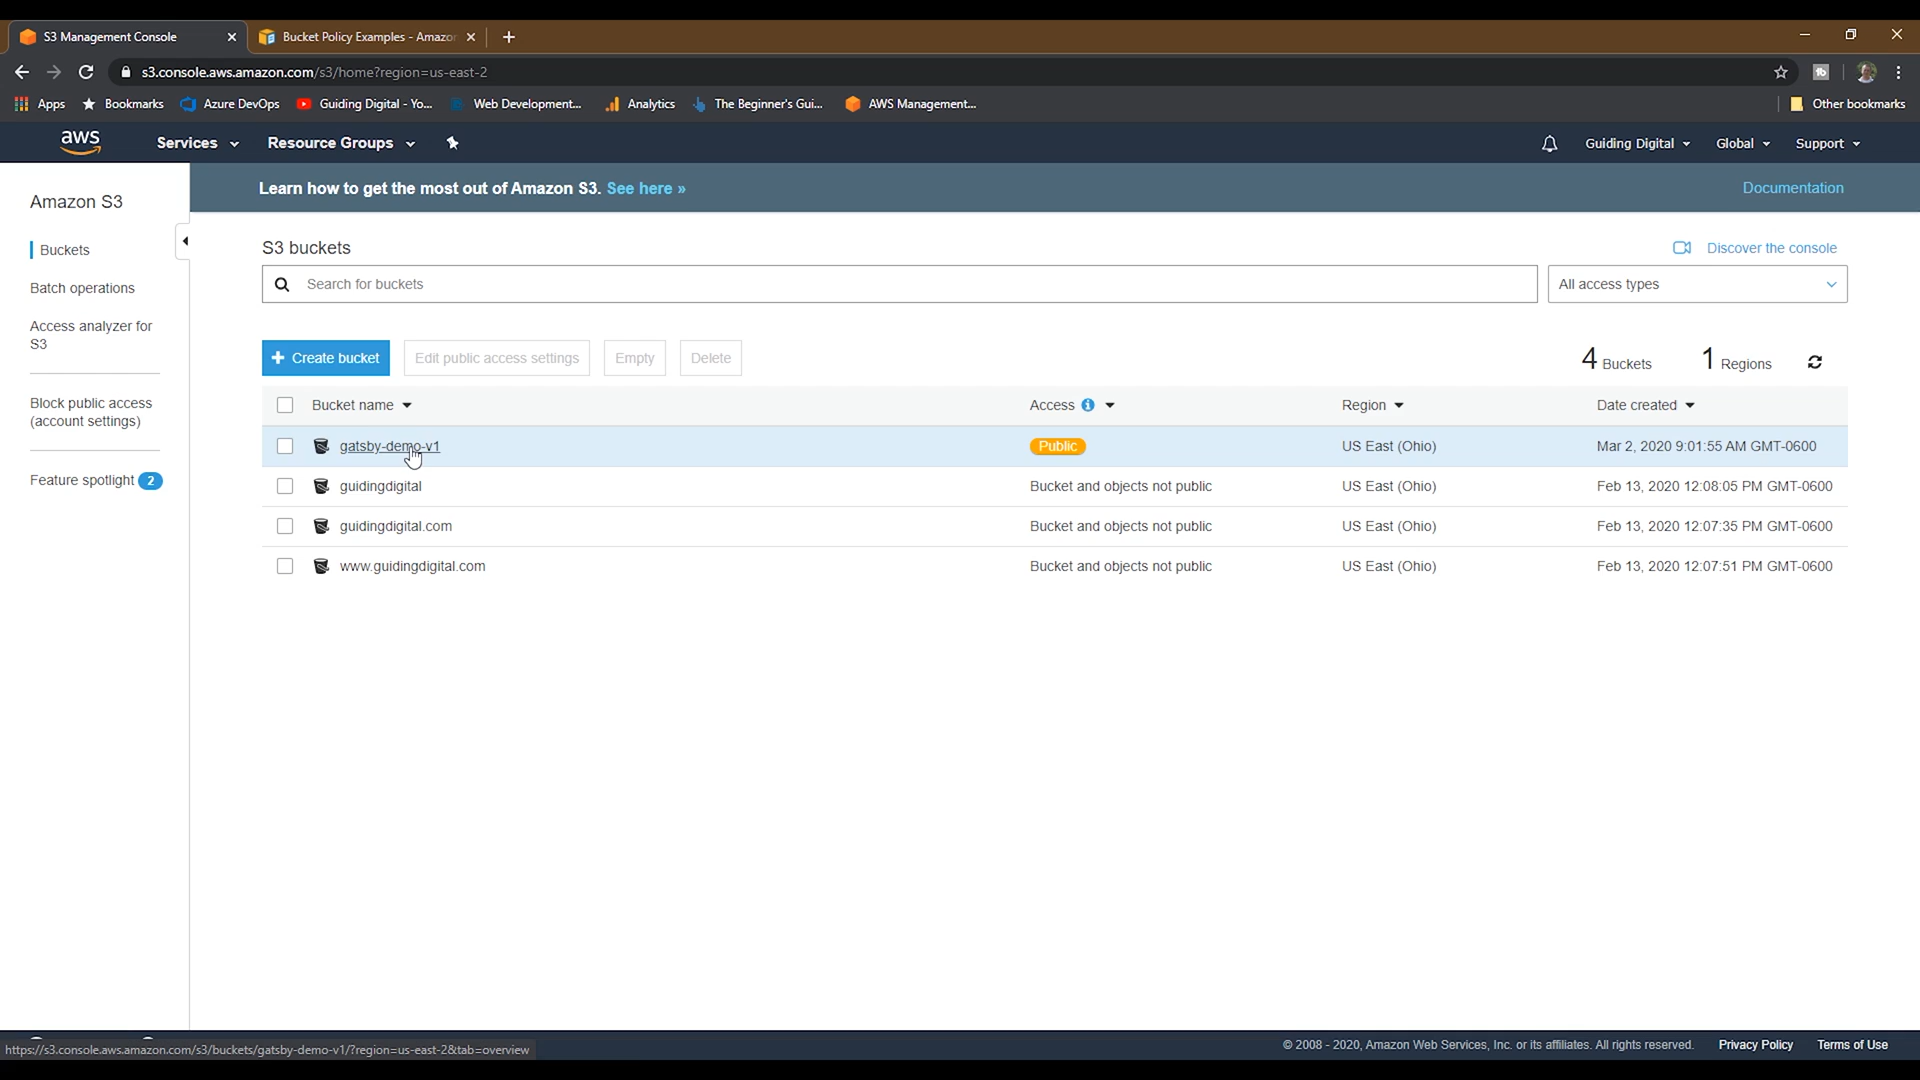 S3 Management Console
Bucket Policy Examples - Amazo
s3.console.aws.amazon.com/s3/home?region=us-east-2
Apps Bookmarks Azure DevOps Guiding Digital - Yo... Web Development... Analytics The Beginner's Gui... AWS Management... Other bookmarks
aws Services Resource Groups Guiding Digital Global Support
Amazon S3
Buckets
Batch operations
Access analyzer for
S3
Block public access
(account settings)
Feature spotlight 2
Learn how to get the most out of Amazon S3. See here » Documentation
S3 buckets Discover the console
Search for buckets All access types
+ Create bucket Edit public access settings Empty Delete 4 Buckets 1 Regions
Bucket name Access Region Date created
gatsby-demo-v1 Public US East (Ohio) Mar 2, 2020 9:01:55 AM GMT-0600
guidingdigital Bucket and objects not public US East (Ohio) Feb 13, 2020 12:08:05 PM GMT-0600
guidingdigital.com Bucket and objects not public US East (Ohio) Feb 13, 2020 12:07:35 PM GMT-0600
www.guidingdigital.com Bucket and objects not public US East (Ohio) Feb 13, 2020 12:07:51 PM GMT-0600
https://s3.console.aws.amazon.com/s3/buckets/gatsby-demo-v1/?region=us-east-2&tab=overview
© 2008 - 2020, Amazon Web Services, Inc. or its affiliates. All rights reserved. Privacy Policy Terms of Use